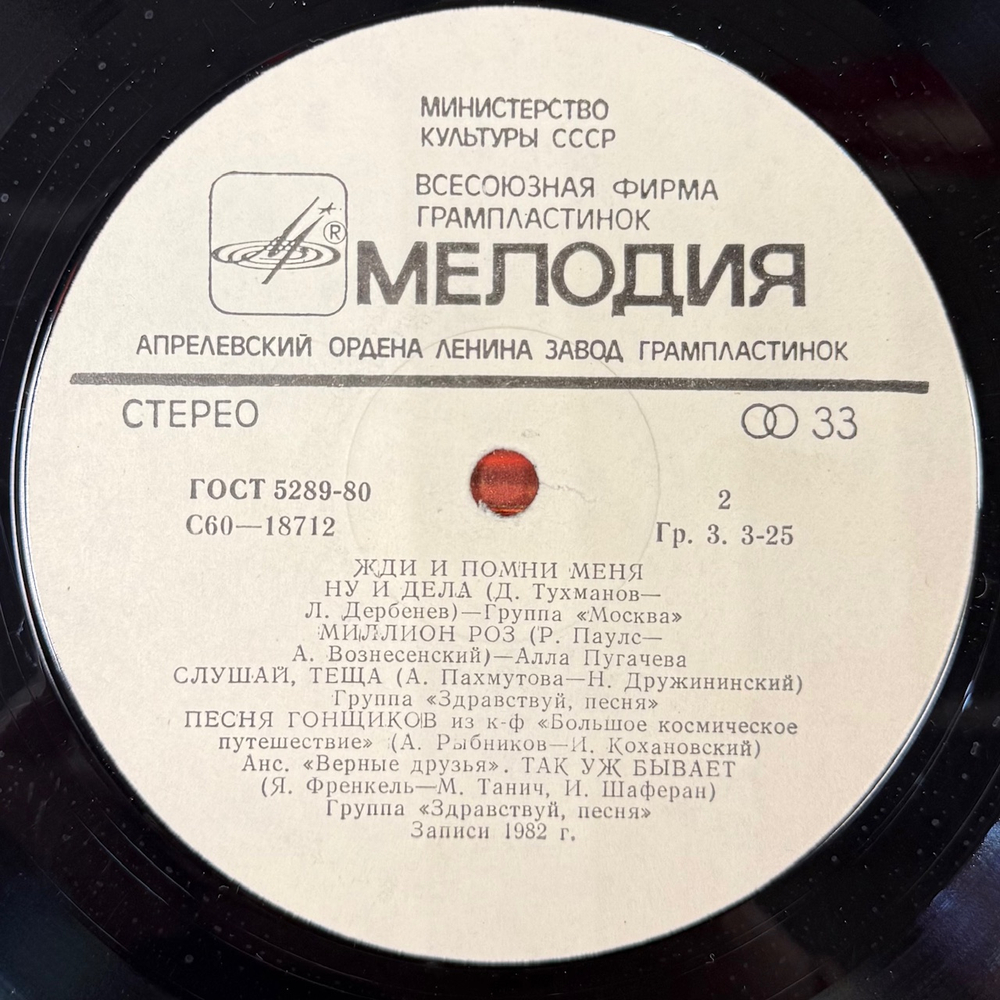 МИНИСТЕРСТВО
КУЛЬТУРЫ СССР
ВСЕСОЮЗНАЯ ФИРМА
ГРАМПЛАСТИНОК
® МЕЛОДИЯ
АПРЕЛЕВСКИЙ ОРДЕНА ЛЕНИНА ЗАВОД ГРАМПЛАСТИНОК
СТЕРЕО 33
ГОСТ 5289-80 2
С60—18712 Гр. 3. 3-25
ЖДИ И ПОМНИ МЕНЯ
НУ И ДЕЛА (Д. Тухманов—
Л. Дербенев)—Группа «Москва»
МИЛЛИОН РОЗ (Р. Паулс—
А. Вознесенский)—Алла Пугачева
СЛУШАЙ, ТЕЩА (А. Пахмутова—Н. Дружининский)
Группа «Здравствуй, песня»
ПЕСНЯ ГОНЩИКОВ из к-ф «Большое космическое
путешествие» (А. Рыбников—И. Кохановский)
Анс. «Верные друзья». ТАК УЖ БЫВАЕТ
(Я. Френкель—М. Танич, И. Шаферан)
Группа «Здравствуй, песня»
Записи 1982 г.